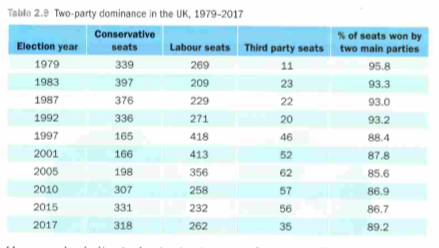 Table 2.9 Two-party dominance in the UK, 1979–2017
Election year Conservative seats Labour seats Third party seats % of seats won by two main parties
1979 339 269 11 95.8
1983 397 209 23 93.3
1987 376 229 22 93.0
1992 336 271 20 93.2
1997 165 418 46 88.4
2001 166 413 52 87.8
2005 198 356 62 85.6
2010 307 258 57 86.9
2015 331 232 56 86.7
2017 318 262 35 89.2